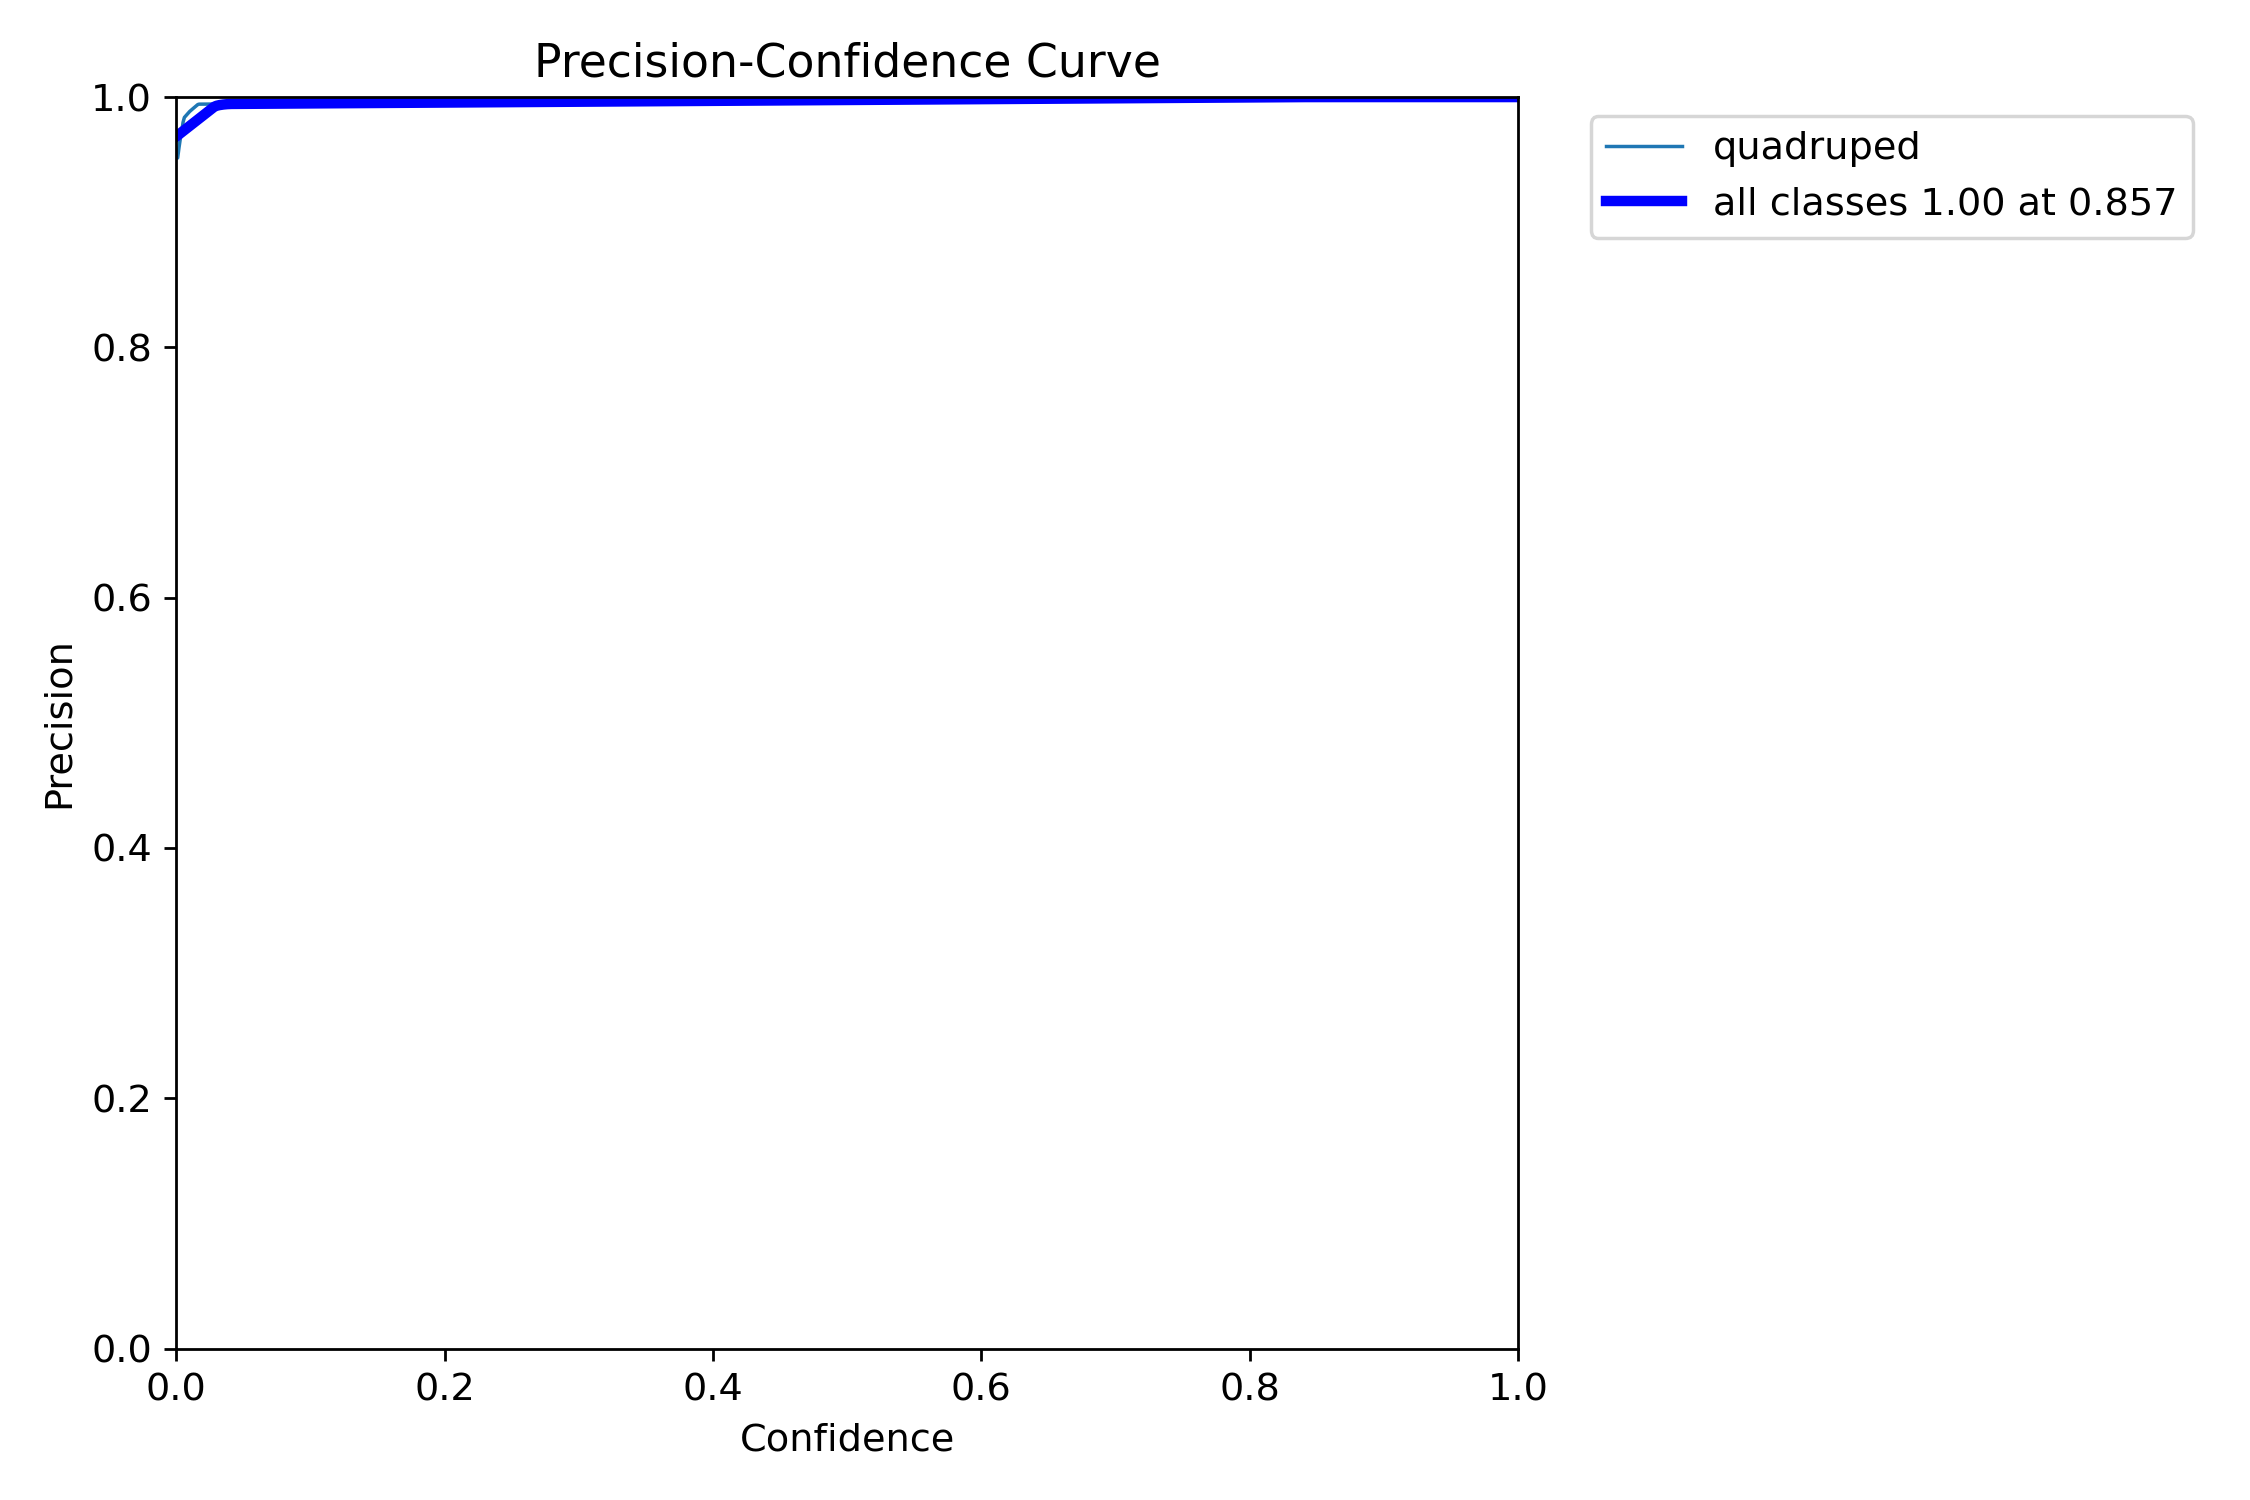 Precision-Confidence Curve
1.0
0.8
0.6
0.4
0.2
0.0
Precision
0.0 0.2 0.4 0.6 0.8 1.0
Confidence
quadruped
all classes 1.00 at 0.857